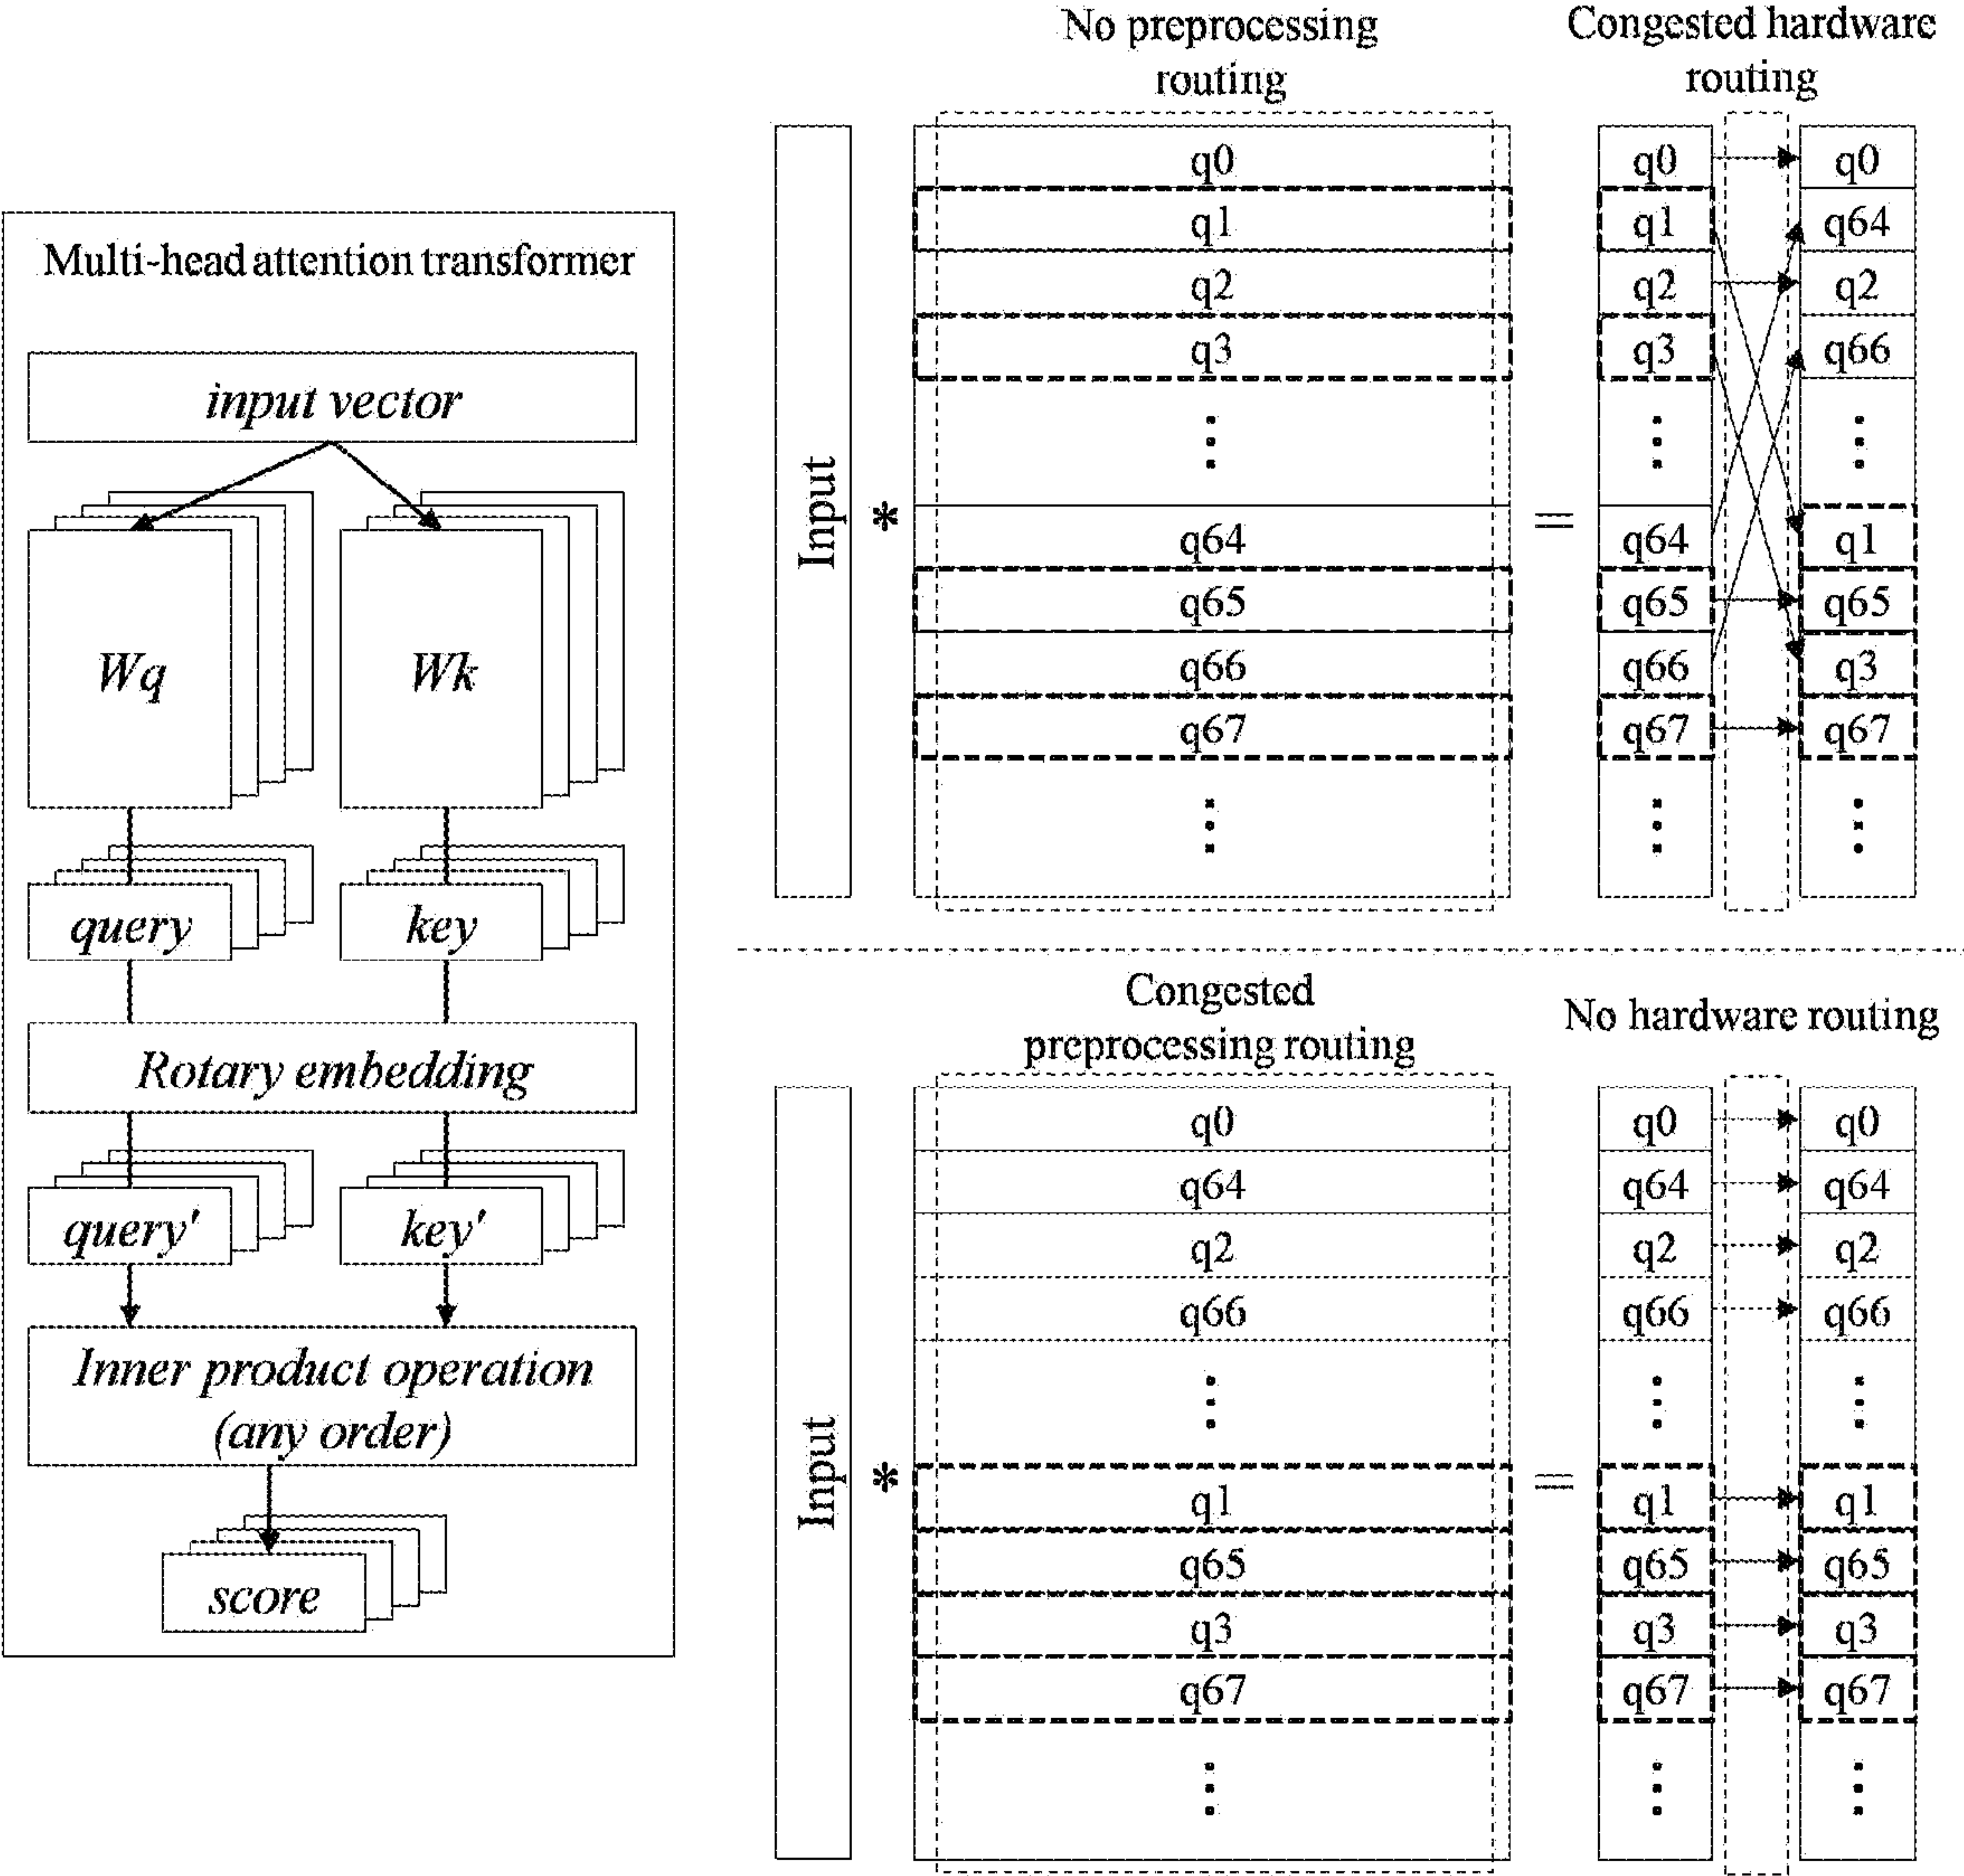 Multi-head attention transformer
input vector
Wq
Wk
query
key
Rotary embedding
query'
key'
Inner product operation
(any order)
score
No preprocessing
routing
Congested hardware
routing
Input
*
q0
q1
q2
q3
⋮
q64
q65
q66
q67
⋮
=
q0
q1
q2
q3
⋮
q64
q65
q66
q67
⋮
q0
q64
q2
q66
⋮
q1
q65
q3
q67
⋮
Congested
preprocessing routing
No hardware routing
Input
*
q0
q64
q2
q66
⋮
q1
q65
q3
q67
⋮
=
q0
q64
q2
q66
⋮
q1
q65
q3
q67
⋮
q0
q64
q2
q66
⋮
q1
q65
q3
q67
⋮